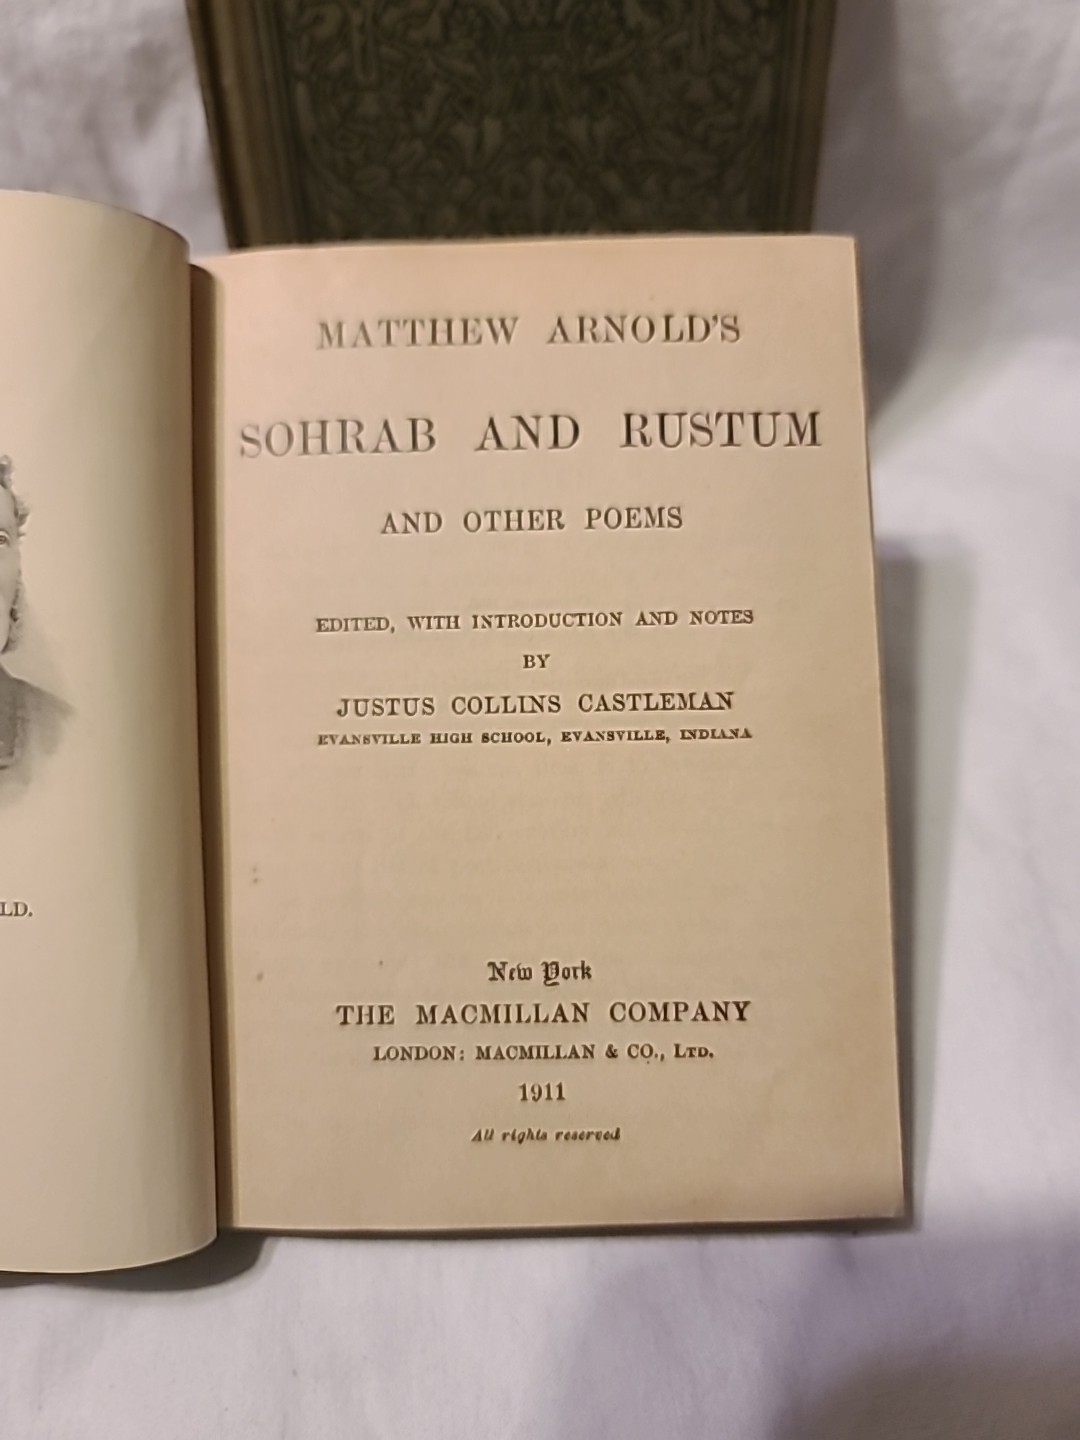 MATTHEW ARNOLD'S
SOHRAB AND RUSTUM
AND OTHER POEMS
EDITED, WITH INTRODUCTION AND NOTES
BY
JUSTUS COLLINS CASTLEMAN
EVANSVILLE HIGH SCHOOL, EVANSVILLE, INDIANA
LD.
New York
THE MACMILLAN COMPANY
LONDON: MACMILLAN & CO., LTD.
1911
All rights reserved